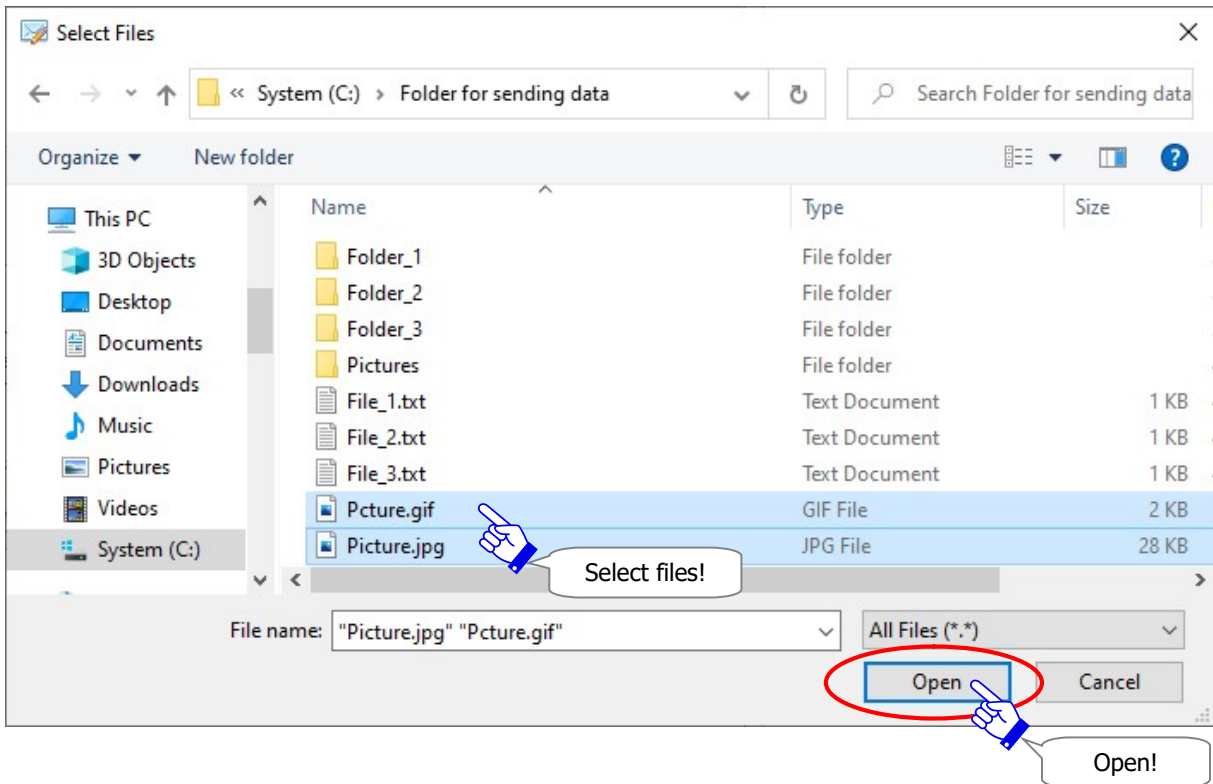 Select Files
« System (C:) > Folder for sending data
Search Folder for sending data
Organize
New folder
Name Type Size
This PC
3D Objects
Desktop
Documents
Downloads
Music
Pictures
Videos
System (C:)
Folder_1 File folder
Folder_2 File folder
Folder_3 File folder
Pictures File folder
File_1.txt Text Document 1 KB
File_2.txt Text Document 1 KB
File_3.txt Text Document 1 KB
Pcture.gif GIF File 2 KB
Picture.jpg JPG File 28 KB
Select files!
File name: "Picture.jpg" "Pcture.gif"
All Files (*.*)
Open Cancel
Open!